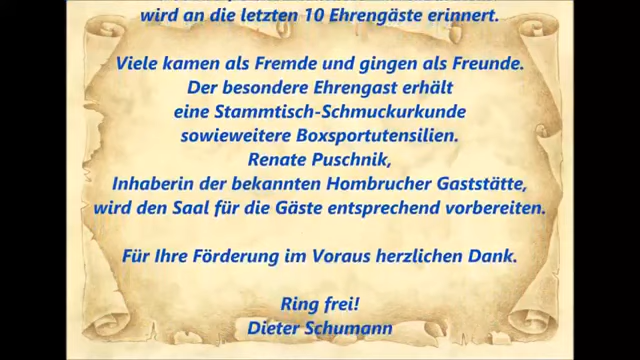 wird an die letzten 10 Ehrengäste erinnert.
Viele kamen als Fremde und gingen als Freunde.
Der besondere Ehrengast erhält
eine Stammtisch-Schmuckurkunde
sowieweitere Boxsportutensilien.
Renate Puschnik,
Inhaberin der bekannten Hombrucher Gaststätte,
wird den Saal für die Gäste entsprechend vorbereiten.
Für Ihre Förderung im Voraus herzlichen Dank.
Ring frei!
Dieter Schumann